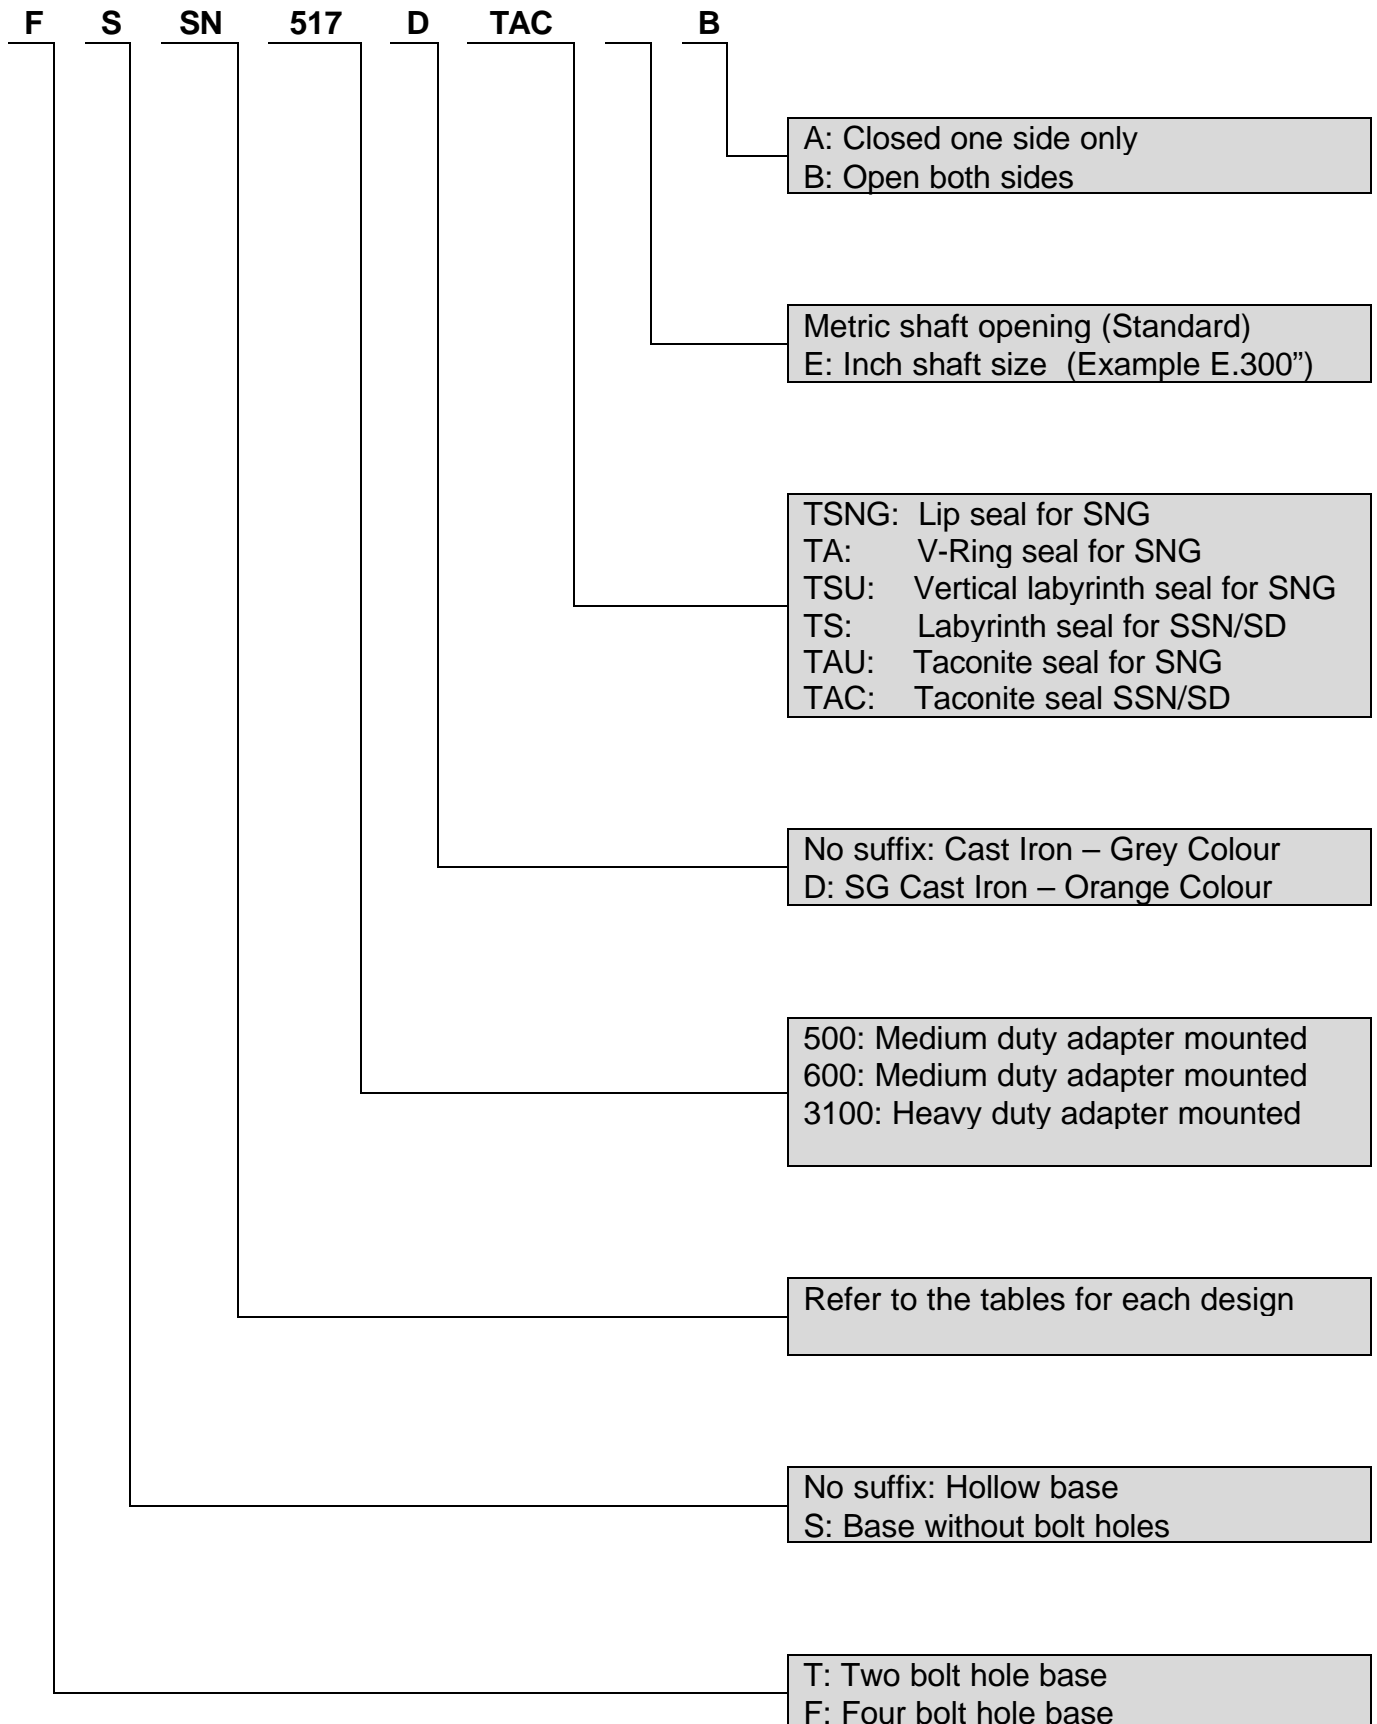 F S SN 517 D TAC B
A: Closed one side only
B: Open both sides
Metric shaft opening (Standard)
E: Inch shaft size (Example E.300”)
TSNG: Lip seal for SNG
TA: V-Ring seal for SNG
TSU: Vertical labyrinth seal for SNG
TS: Labyrinth seal for SSN/SD
TAU: Taconite seal for SNG
TAC: Taconite seal SSN/SD
No suffix: Cast Iron – Grey Colour
D: SG Cast Iron – Orange Colour
500: Medium duty adapter mounted
600: Medium duty adapter mounted
3100: Heavy duty adapter mounted
Refer to the tables for each design
No suffix: Hollow base
S: Base without bolt holes
T: Two bolt hole base
F: Four bolt hole base